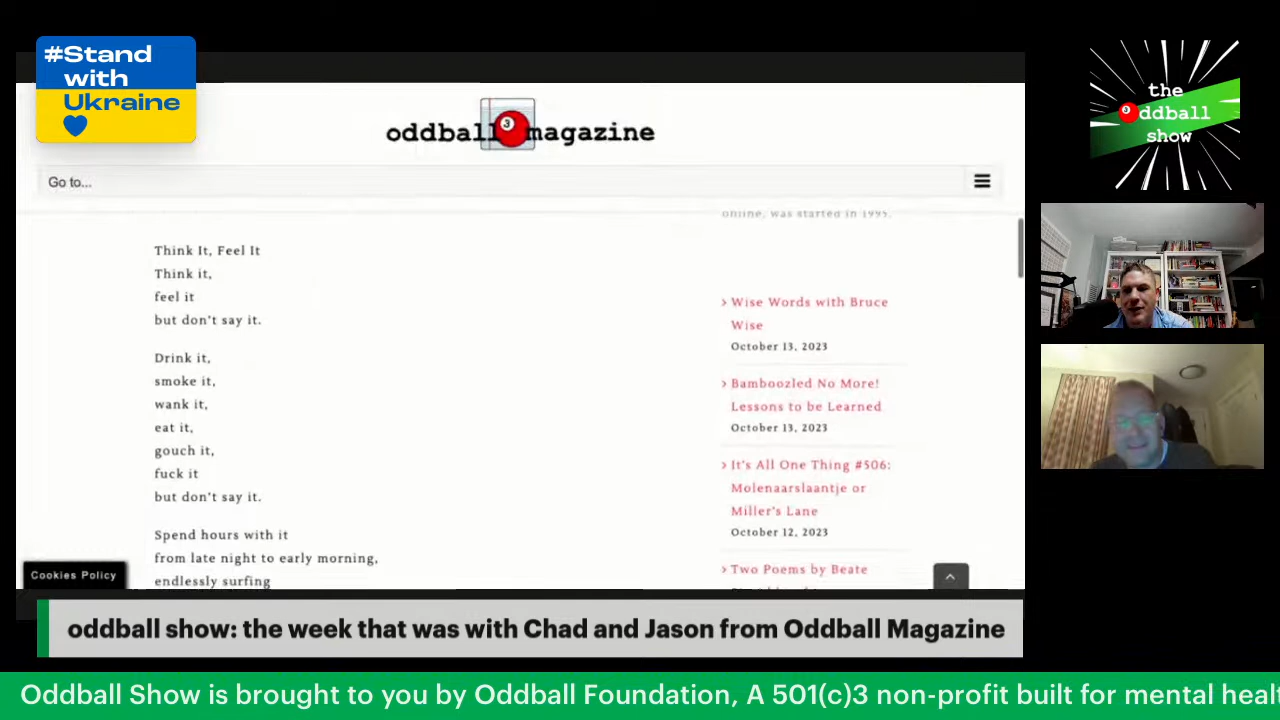 #Stand
with
Ukraine
oddball magazine
3
Go to...
Think It, Feel It
Think it,
feel it
but don't say it.
Drink it,
smoke it,
wank it,
eat it,
gouch it,
fuck it
but don't say it.
Spend hours with it
from late night to early morning,
endlessly surfing
online, was started in 1995.
› Wise Words with Bruce
Wise
October 13, 2023
› Bamboozled No More!
Lessons to be Learned
October 13, 2023
› It's All One Thing #506:
Molenaarslaantje or
Miller's Lane
October 12, 2023
› Two Poems by Beate
Cookies Policy
the
3ddball
show
oddball show: the week that was with Chad and Jason from Oddball Magazine
Oddball Show is brought to you by Oddball Foundation, A 501(c)3 non-profit built for mental healt